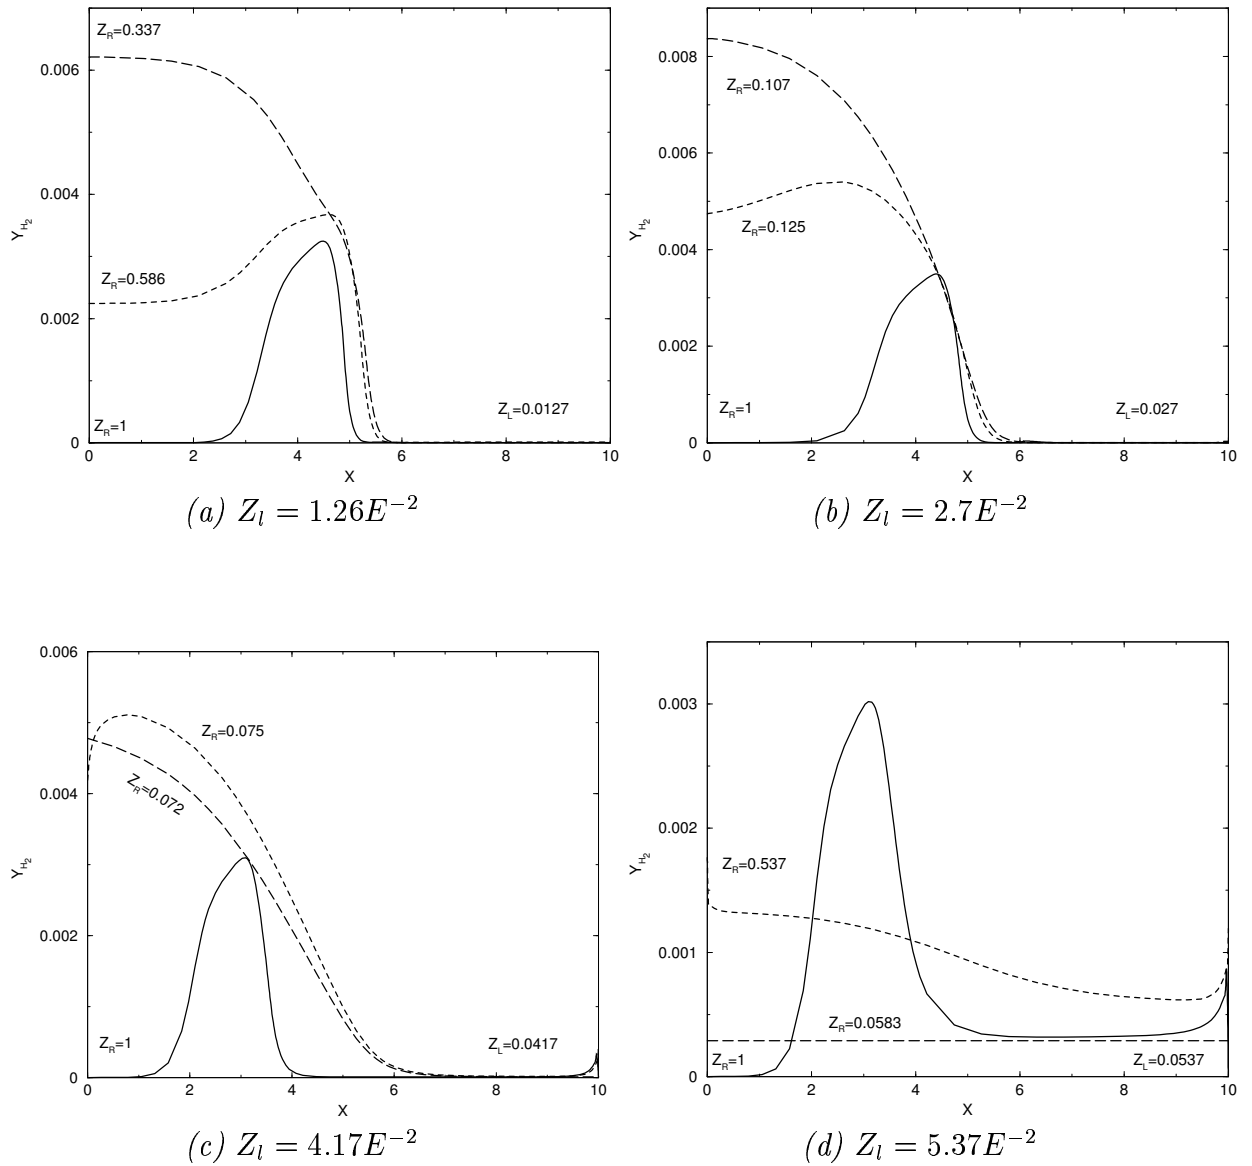 Z_R=0.337
0.006
0.004
Y_H2
Z_R=0.586
0.002
Z_L=0.0127
Z_R=1
0
0 2 4 6 8 10
X
(a) Z_l = 1.26E^−2
0.008
Z_R=0.107
0.006
Y_H2
0.004
Z_R=0.125
0.002
Z_R=1
Z_L=0.027
0
0 2 4 6 8 10
X
(b) Z_l = 2.7E^−2
0.006
Z_R=0.075
0.004
Z_R=0.072
Y_H2
0.002
Z_R=1
Z_L=0.0417
0
0 2 4 6 8 10
X
(c) Z_l = 4.17E^−2
0.003
0.002
Z_R=0.537
Y_H2
0.001
Z_R=0.0583
Z_R=1
Z_L=0.0537
0
0 2 4 6 8 10
X
(d) Z_l = 5.37E^−2